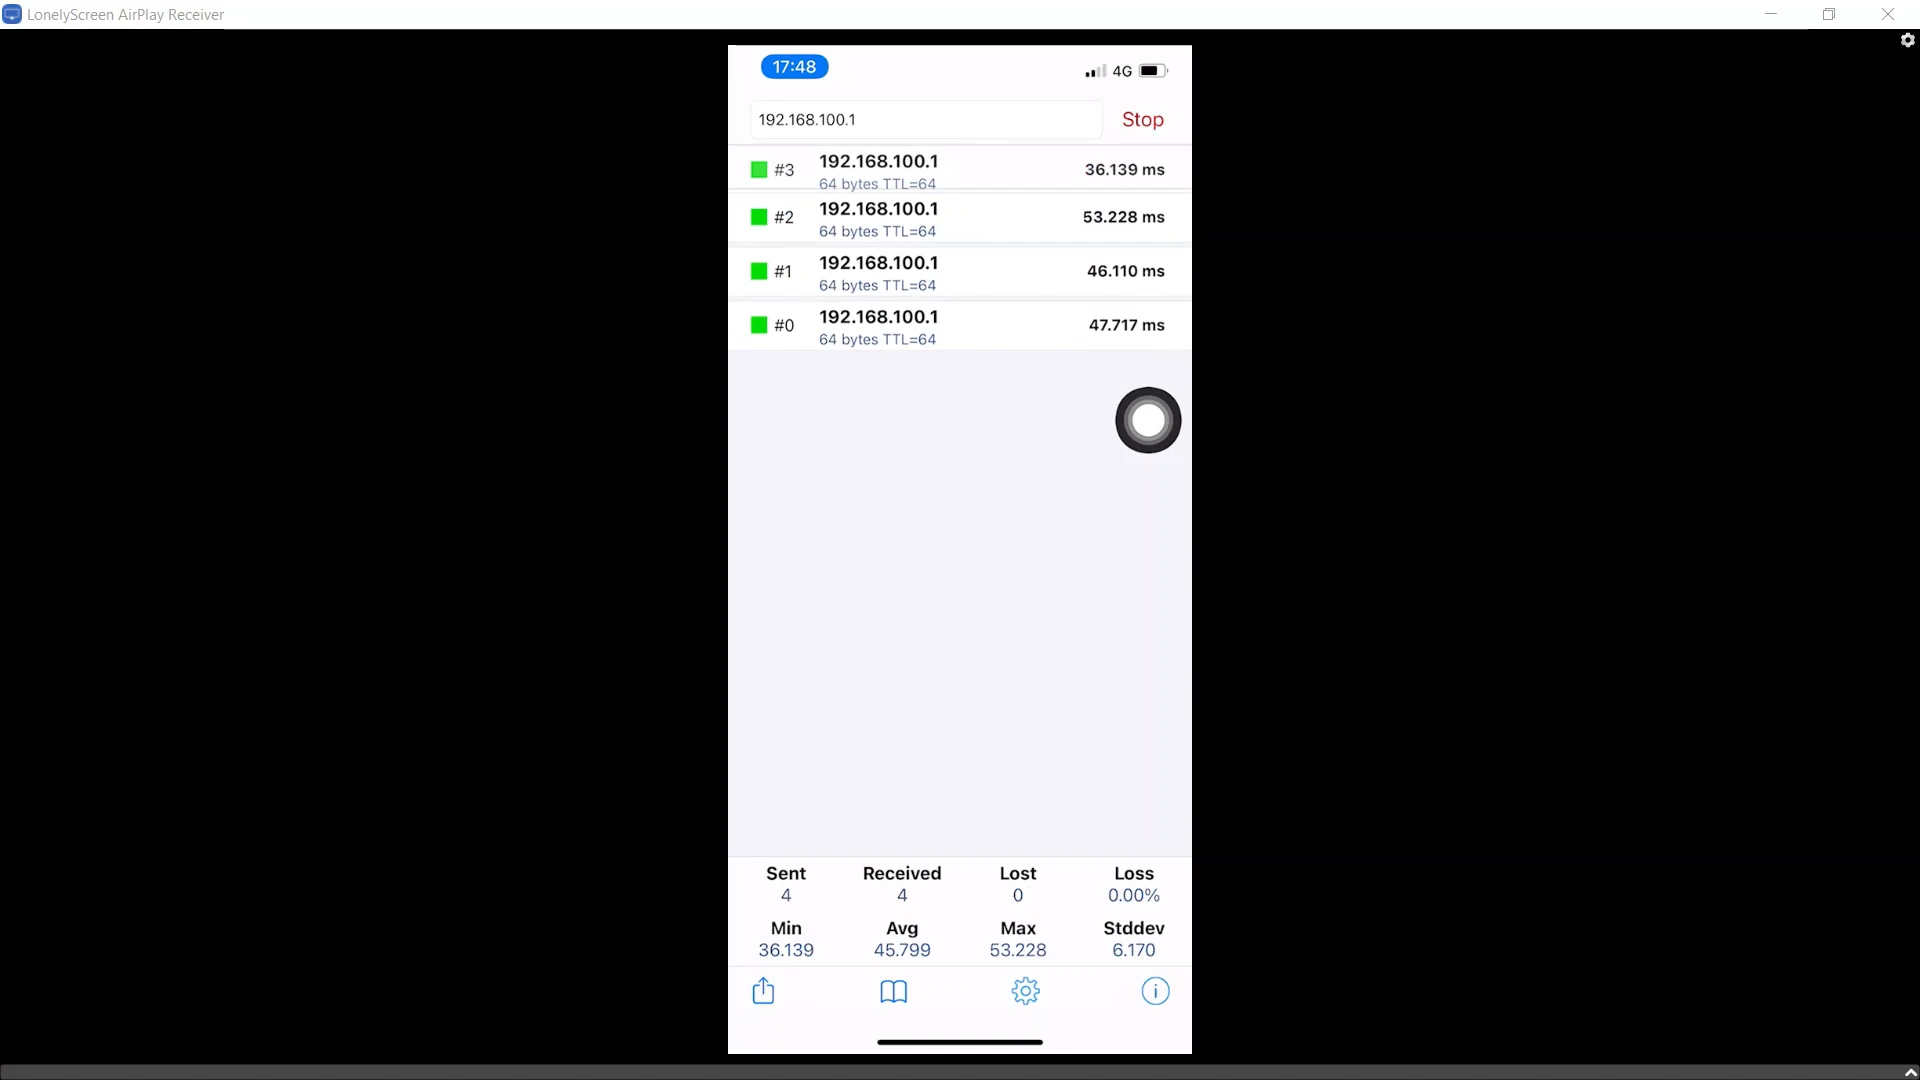 LonelyScreen AirPlay Receiver
17:48
4G
192.168.100.1
Stop
#3
192.168.100.1
64 bytes TTL=64
36.139 ms
#2
192.168.100.1
64 bytes TTL=64
53.228 ms
#1
192.168.100.1
64 bytes TTL=64
46.110 ms
#0
192.168.100.1
64 bytes TTL=64
47.717 ms
Sent Received Lost Loss
4 4 0 0.00%
Min Avg Max Stddev
36.139 45.799 53.228 6.170